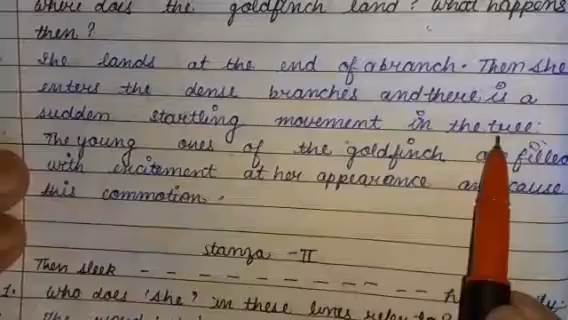 where does the goldfinch land? What happens
then?
She lands at the end of a branch. Then she
enters the dense branches and there is a
sudden startling movement in the tree.
The young ones of the goldfinch are filled
with excitement at her appearance and cause
this commotion.
stanza - II
Then sleek - - - - - - - - - -
1. Who does 'she' in these lines refer to?